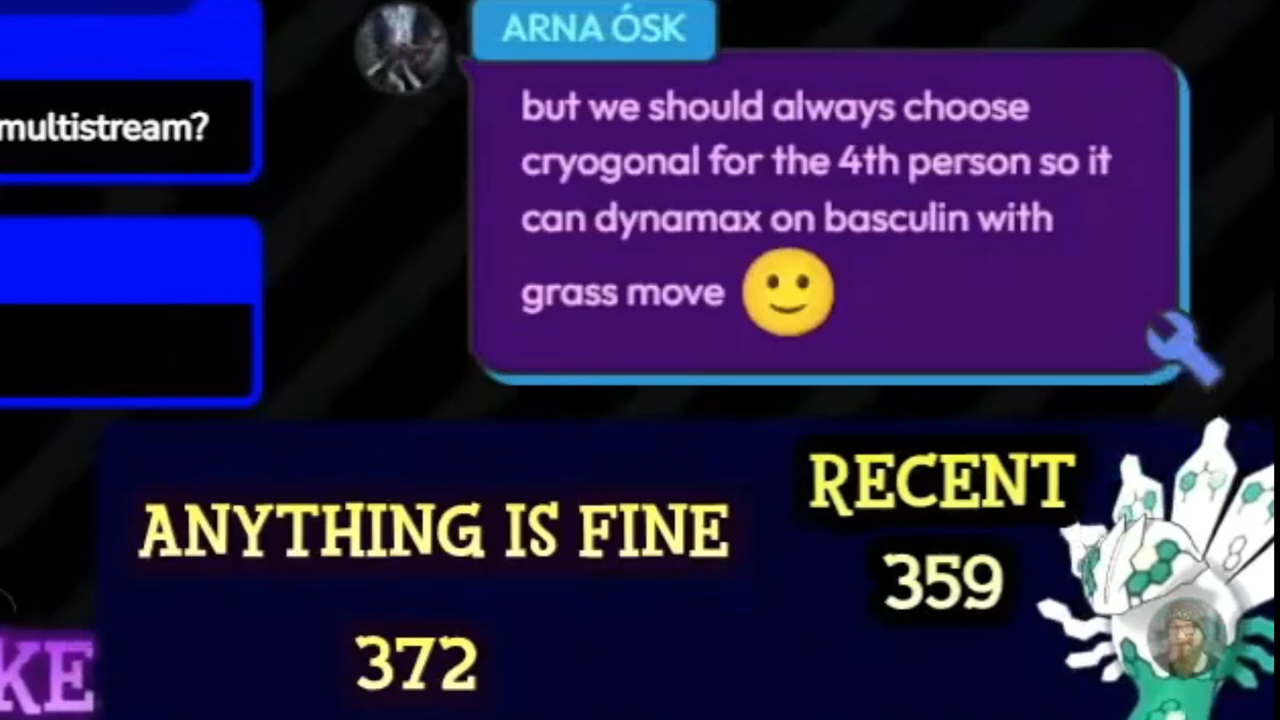 ARNA ÓSK
multistream?
but we should always choose
cryogonal for the 4th person so it
can dynamax on basculin with
grass move 🙂
RECENT
ANYTHING IS FINE
359
372
KE